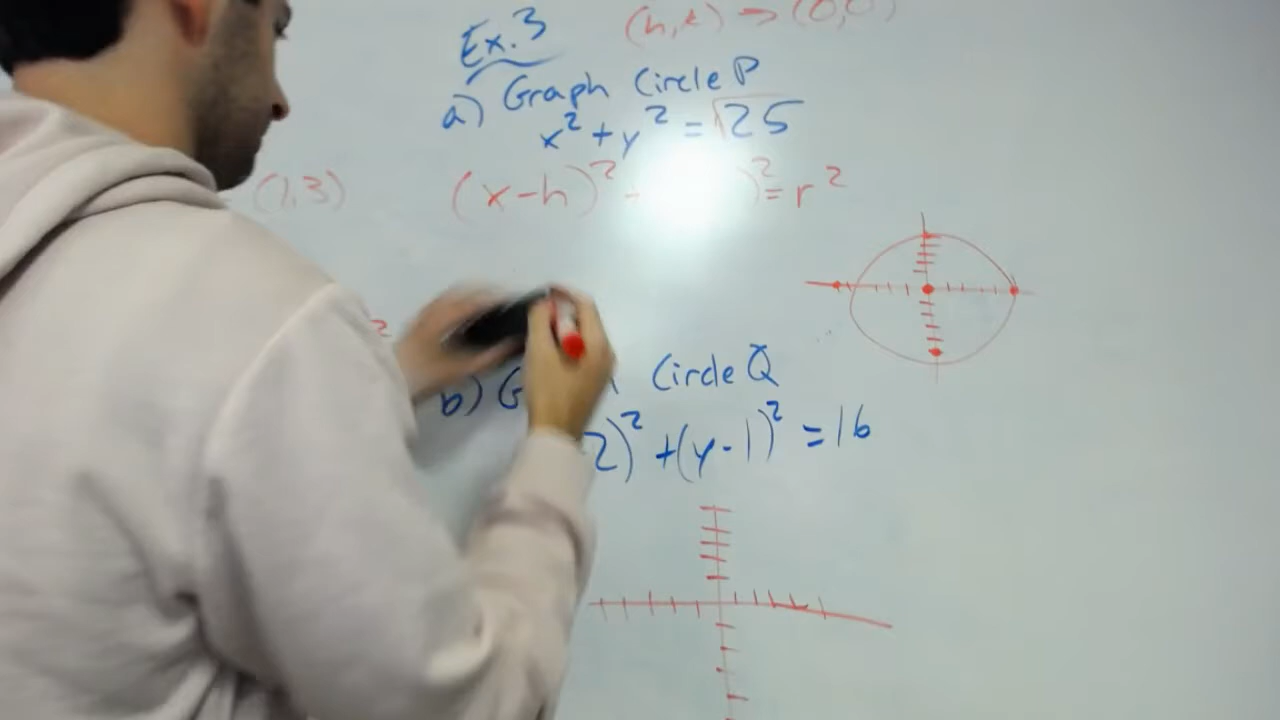 Ex.3
(h,k) → (0,0)
a) Graph Circle P
x² + y² = √25
(1,3)
(x-h)² - )² = r²
2
b) G Circle Q
2)² + (y-1)² = 16